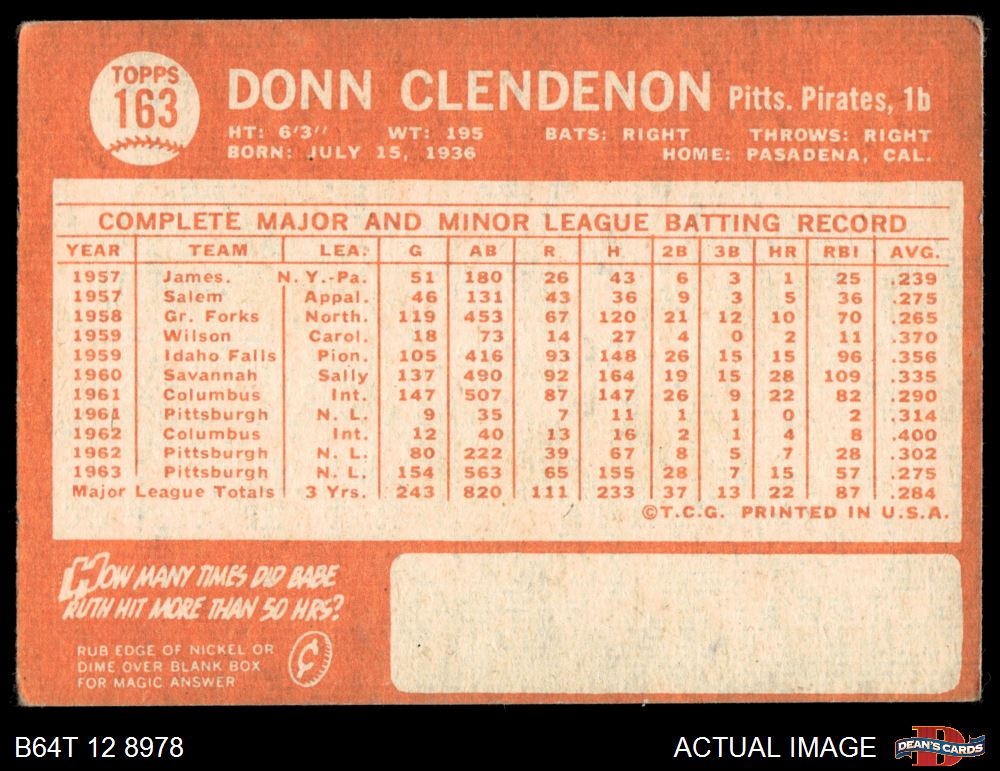 TOPPS
163
DONN CLENDENON Pitts. Pirates, 1b
HT: 6'3'' WT: 195 BATS: RIGHT THROWS: RIGHT
BORN: JULY 15, 1936 HOME: PASADENA, CAL.
COMPLETE MAJOR AND MINOR LEAGUE BATTING RECORD
YEAR TEAM LEA. G AB R H 2B 3B HR RBI AVG.
1957 James. N.Y.-Pa. 51 180 26 43 6 3 1 25 .239
1957 Salem Appal. 46 131 43 36 9 3 5 36 .275
1958 Gr. Forks North. 119 453 67 120 21 12 10 70 .265
1959 Wilson Carol. 18 73 14 27 4 0 2 11 .370
1959 Idaho Falls Pion. 105 416 93 148 26 15 15 96 .356
1960 Savannah Sally 137 490 92 164 19 15 28 109 .335
1961 Columbus Int. 147 507 87 147 26 9 22 82 .290
1961 Pittsburgh N. L. 9 35 7 11 1 1 0 2 .314
1962 Columbus Int. 12 40 13 16 2 1 4 8 .400
1962 Pittsburgh N. L. 80 222 39 67 8 5 7 28 .302
1963 Pittsburgh N. L. 154 563 65 155 28 7 15 57 .275
Major League Totals 3 Yrs. 243 820 111 233 37 13 22 87 .284
©T.C.G. PRINTED IN U.S.A.
HOW MANY TIMES DID BABE
RUTH HIT MORE THAN 50 HRS?
RUB EDGE OF NICKEL OR
DIME OVER BLANK BOX
FOR MAGIC ANSWER
¢
B64T 12 8978
ACTUAL IMAGE
D
DEAN'S CARDS